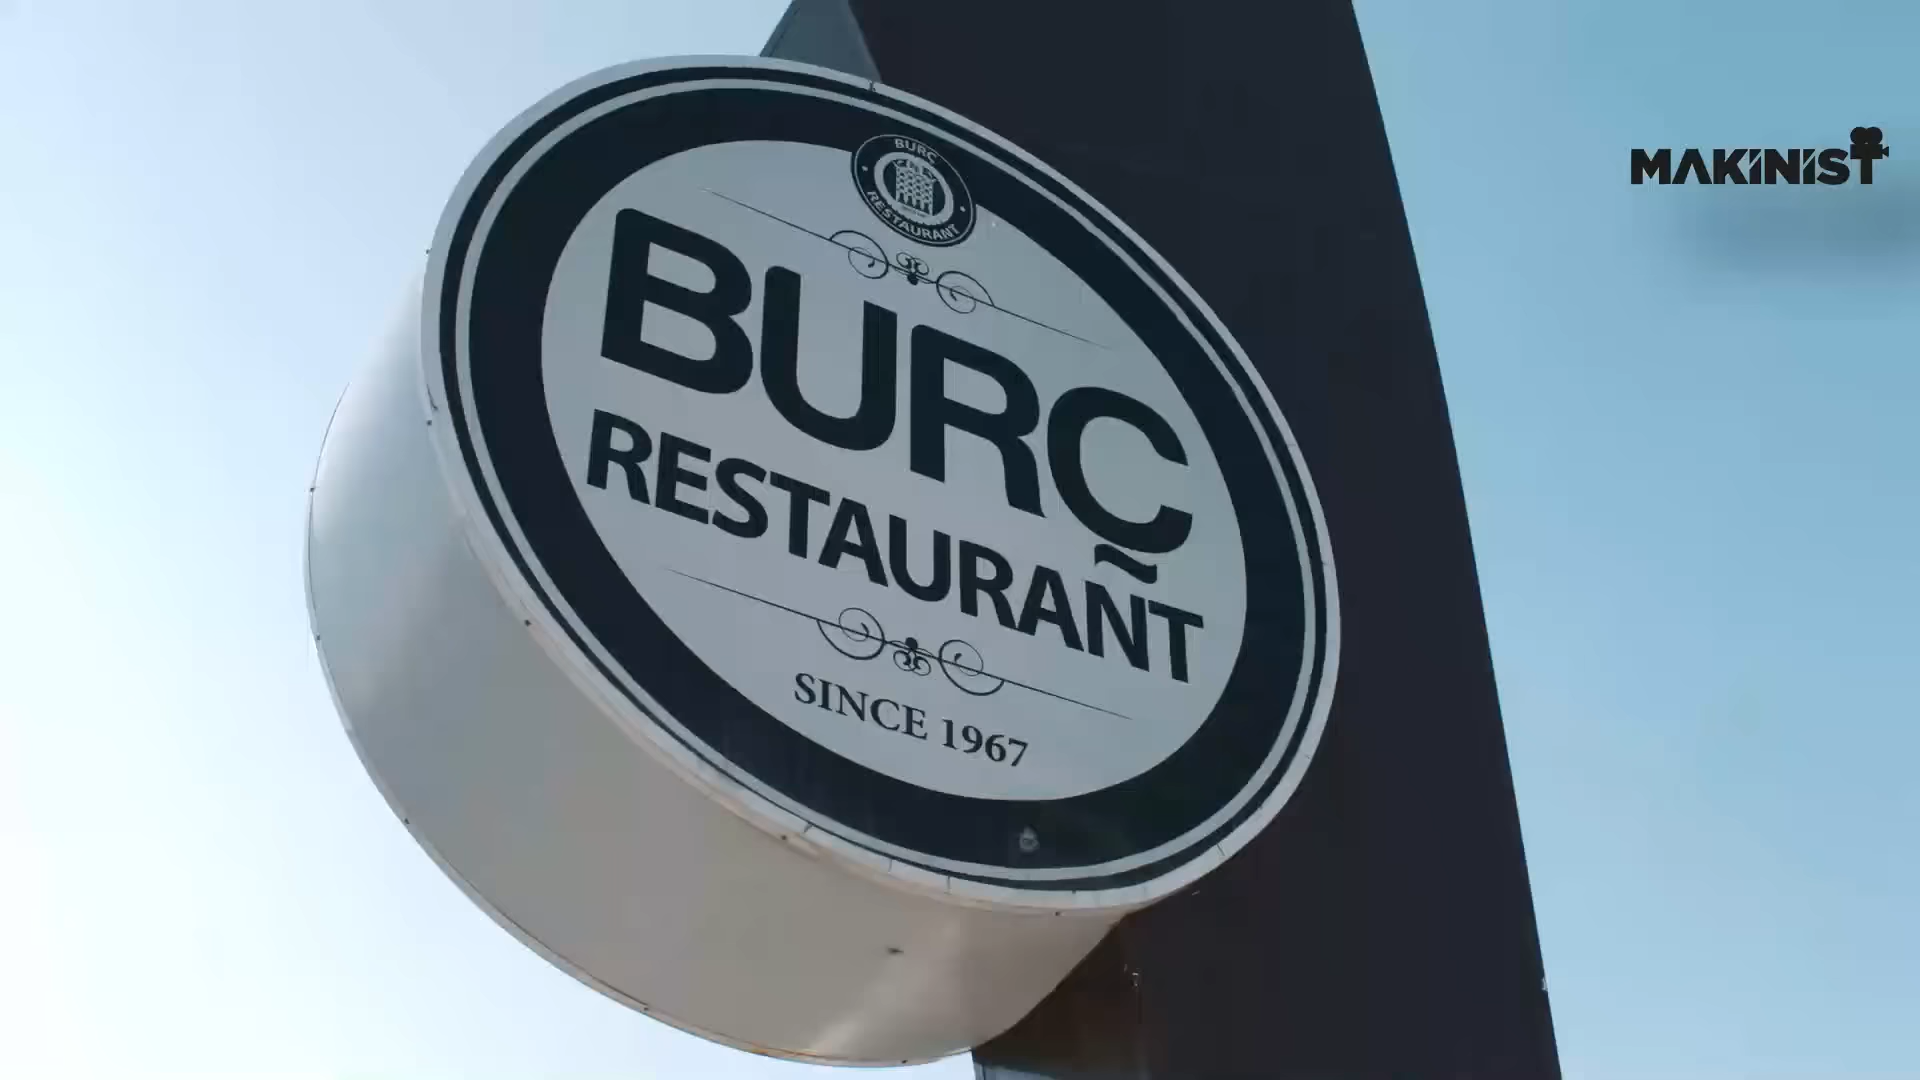 MAKINIST
BURÇ
RESTAURANT
BURÇ
RESTAURANT
SINCE 1967